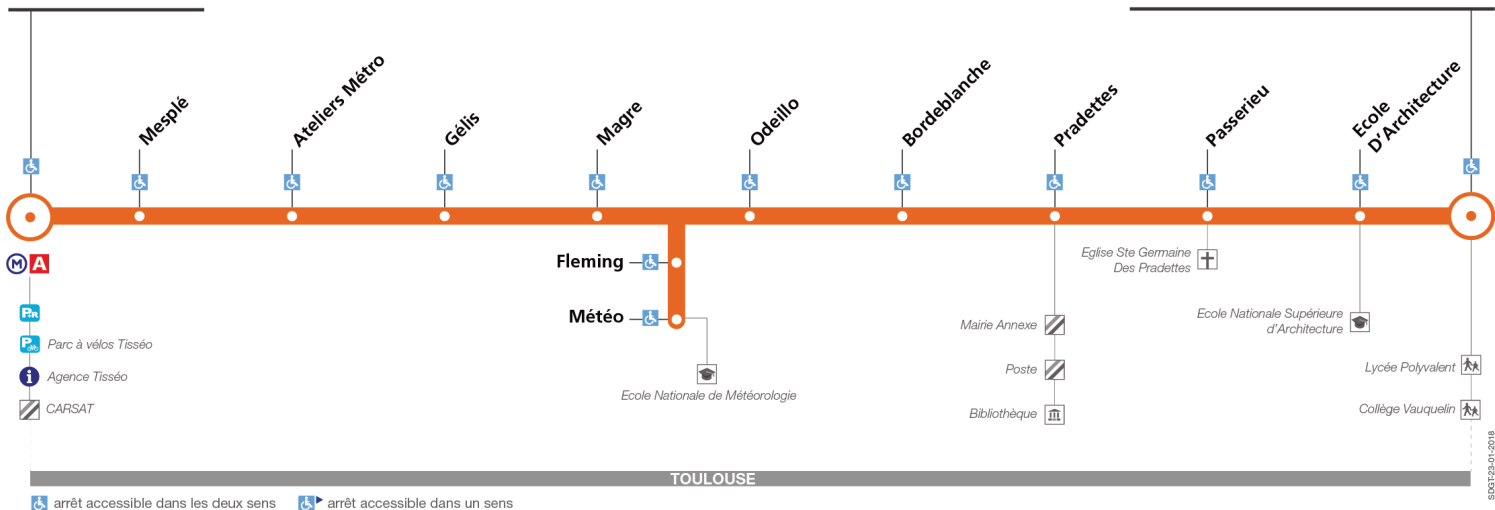 Mesplé
Ateliers Métro
Gélis
Magre
Odeillo
Bordeblanche
Pradettes
Passerieu
Ecole
D'Architecture
M A
Fleming
Météo
P+R
P
Parc à vélos Tisséo
i
Agence Tisséo
CARSAT
Ecole Nationale de Météorologie
Eglise Ste Germaine
Des Pradettes
Mairie Annexe
Poste
Bibliothèque
Ecole Nationale Supérieure
d'Architecture
Lycée Polyvalent
Collège Vauquelin
TOULOUSE
arrêt accessible dans les deux sens
arrêt accessible dans un sens
SDGT-23-01-2018